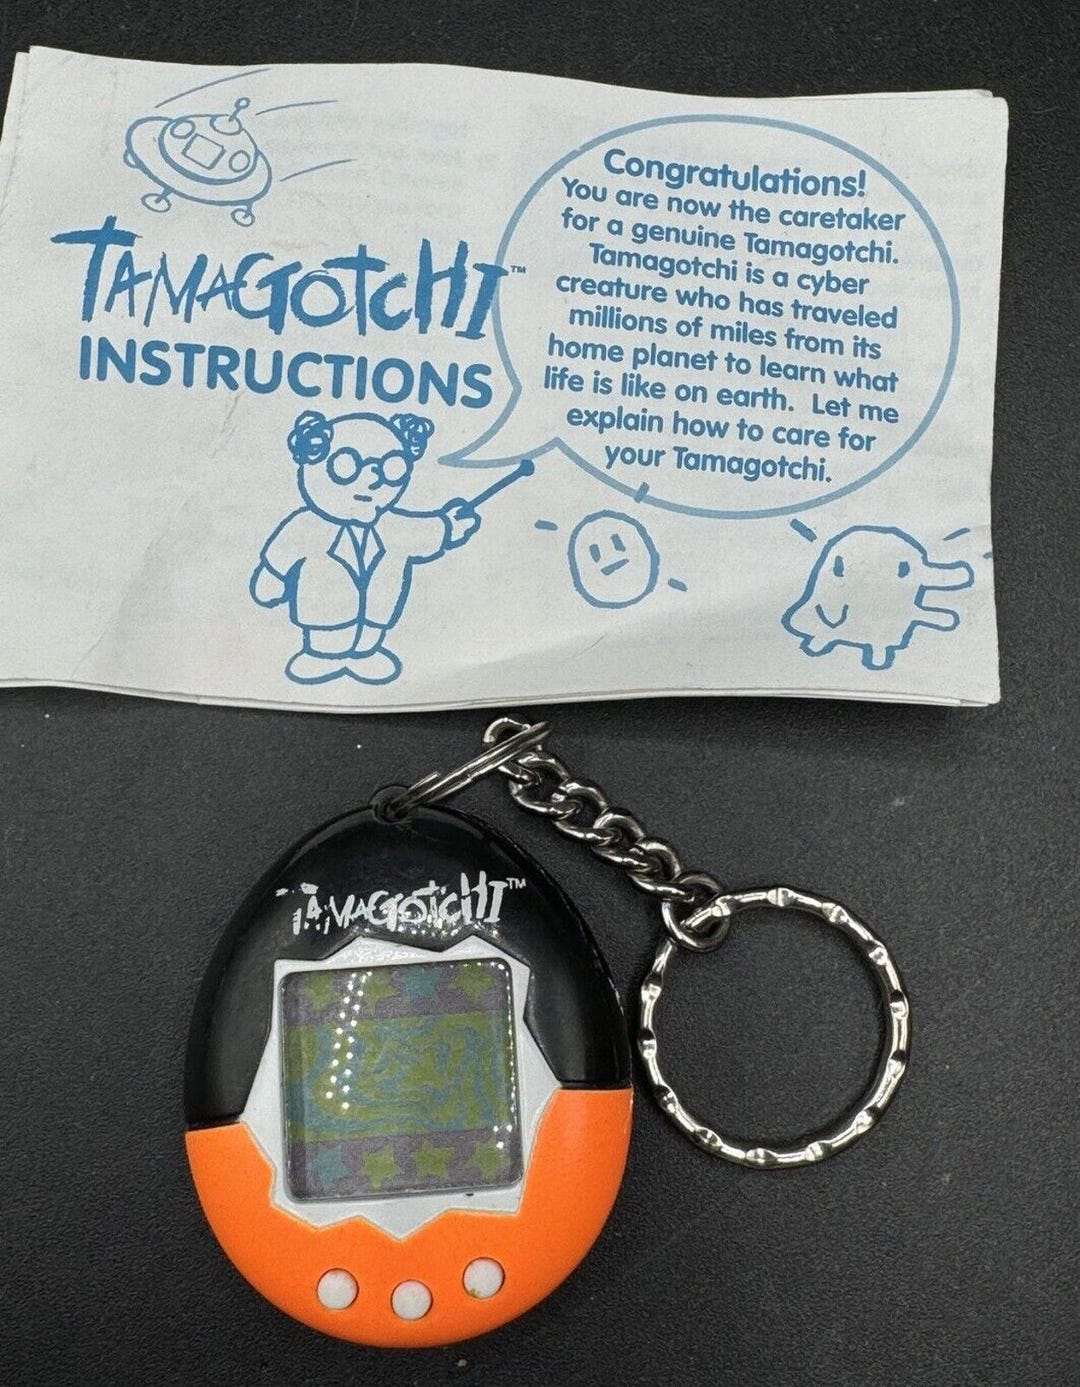 TAMAGOTCHI™
INSTRUCTIONS
Congratulations!
You are now the caretaker
for a genuine Tamagotchi.
Tamagotchi is a cyber
creature who has traveled
millions of miles from its
home planet to learn what
life is like on earth. Let me
explain how to care for
your Tamagotchi.
TAMAGOTCHI™